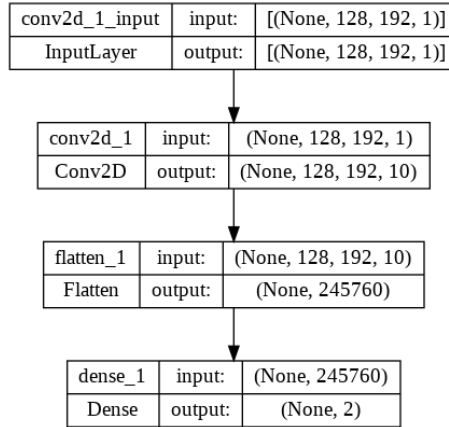 conv2d_1_input input: [(None, 128, 192, 1)]
InputLayer output: [(None, 128, 192, 1)]
conv2d_1 input: (None, 128, 192, 1)
Conv2D output: (None, 128, 192, 10)
flatten_1 input: (None, 128, 192, 10)
Flatten output: (None, 245760)
dense_1 input: (None, 245760)
Dense output: (None, 2)